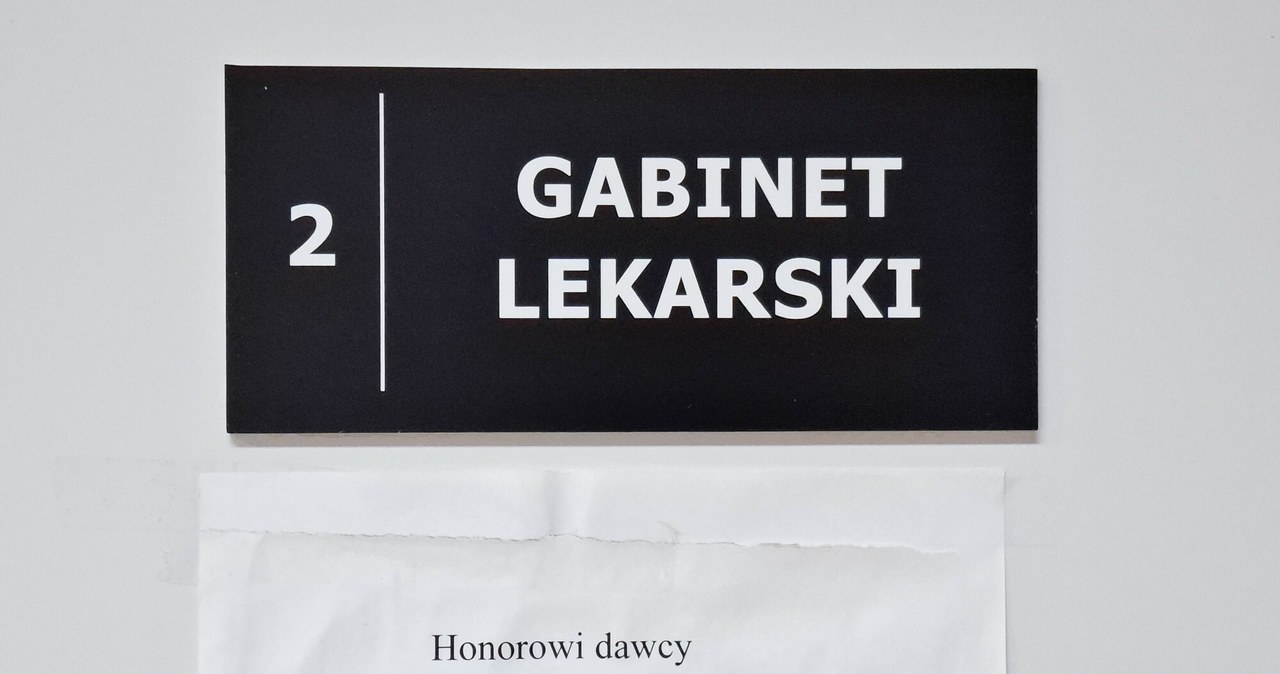 2
GABINET
LEKARSKI
Honorowi dawcy